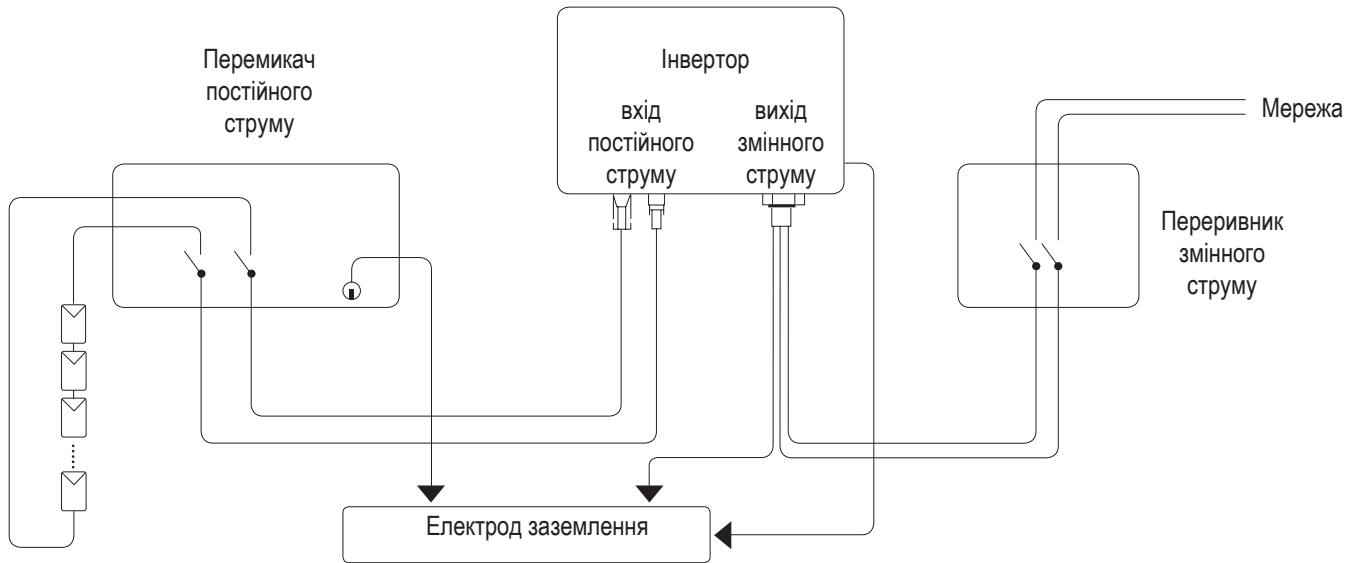 Перемикач
постійного
струму
Інвертор
вхід
постійного
струму
вихід
змінного
струму
Мережа
Переривник
змінного
струму
Електрод заземлення